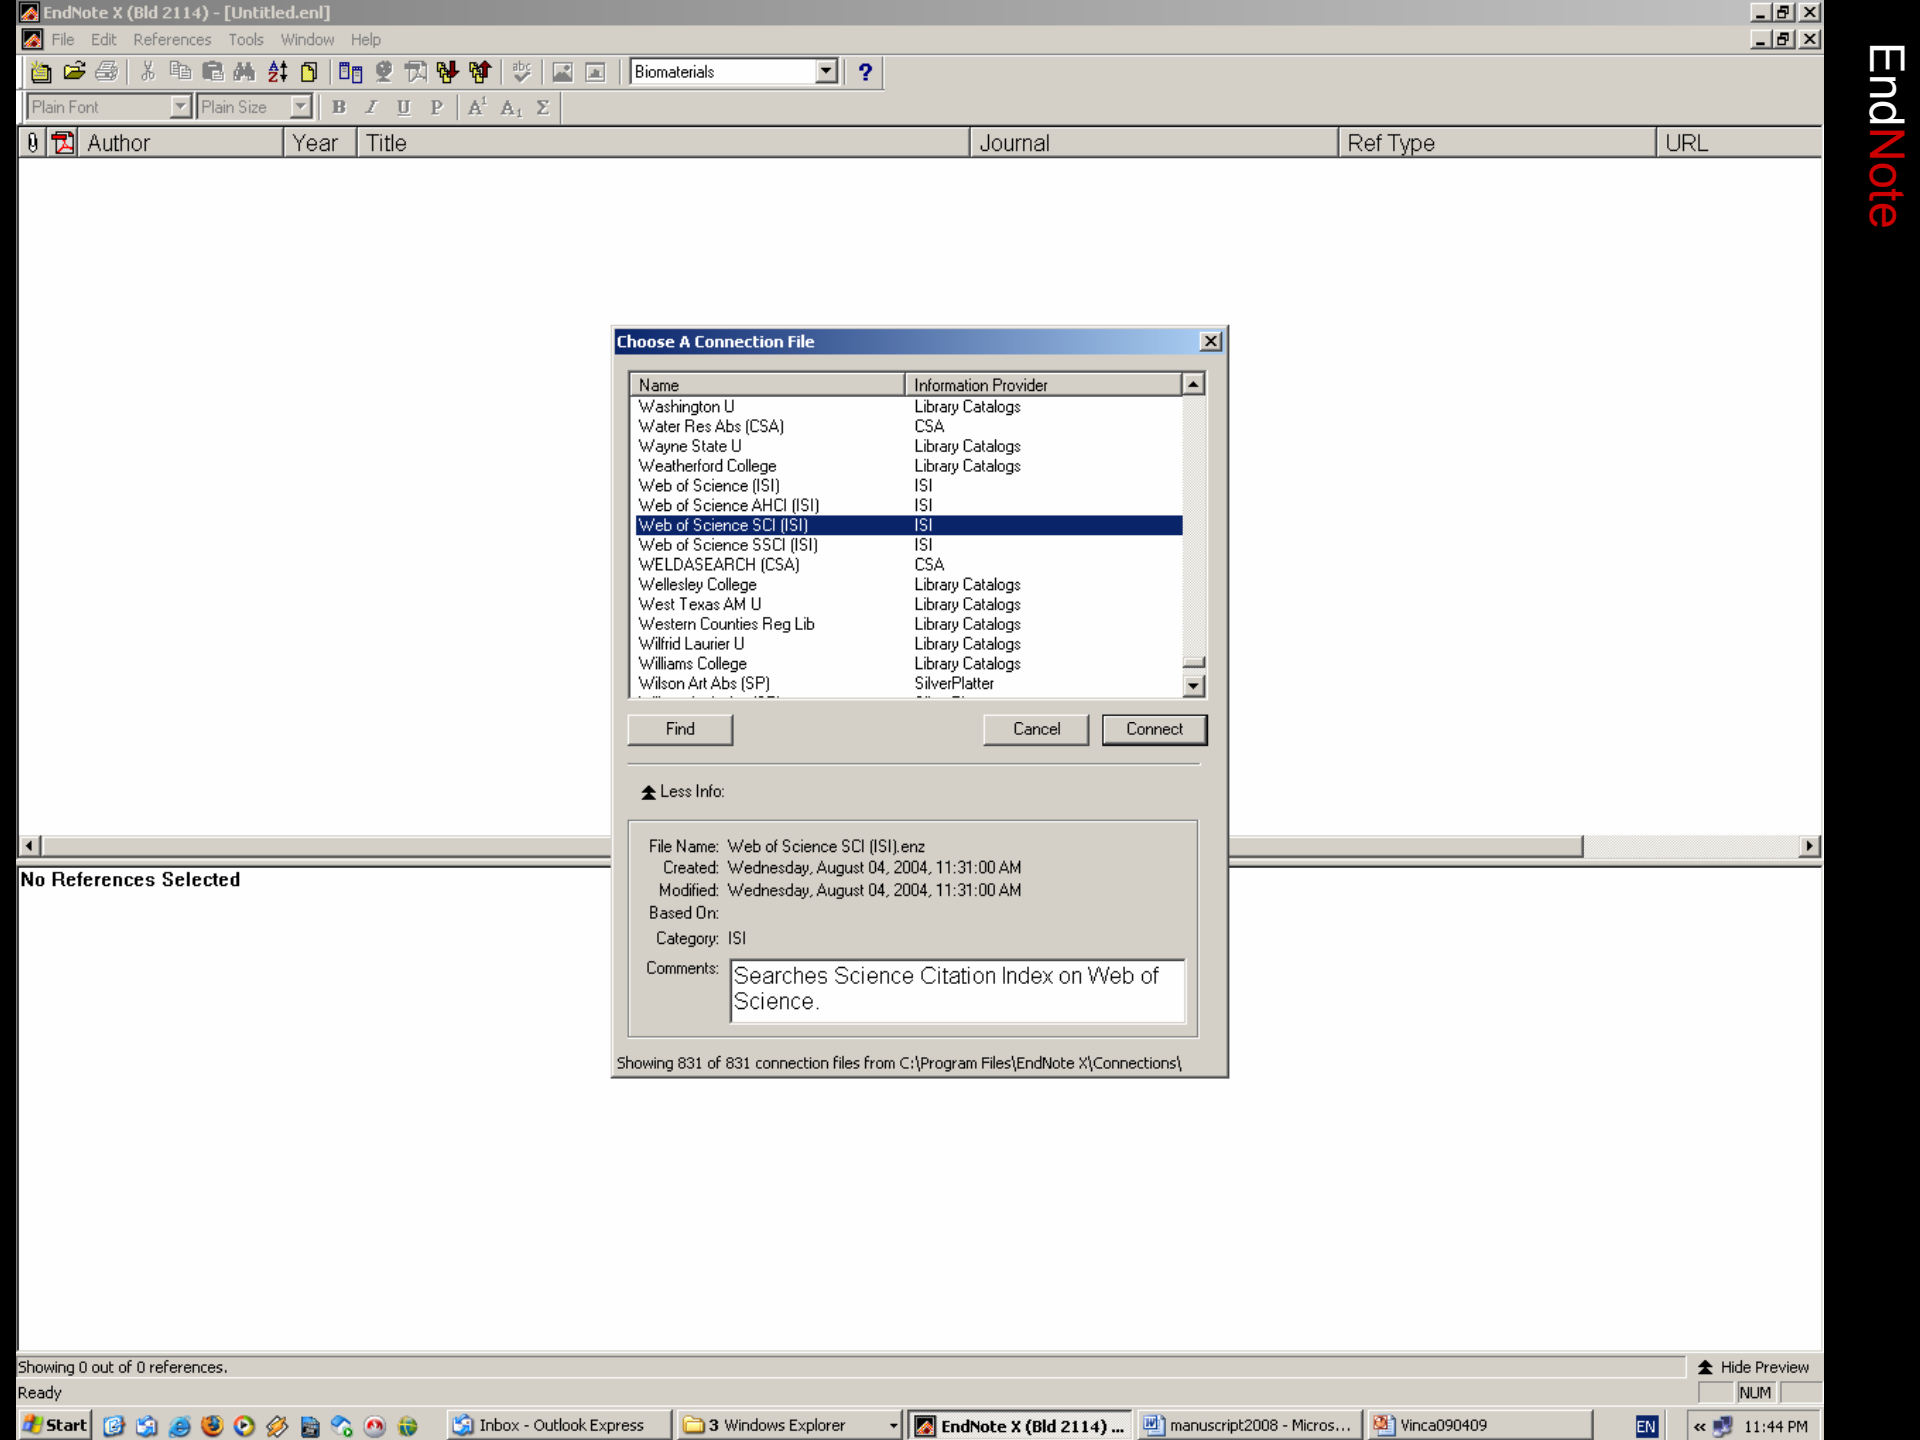 EndNote X (Bld 2114) - [Untitled.enl]
File Edit References Tools Window Help
Biomaterials
?
Plain Font Plain Size B I U P A1 A1 Σ
Author Year Title Journal Ref Type URL
EndNote
Choose A Connection File
Name Information Provider
Washington U Library Catalogs
Water Res Abs (CSA) CSA
Wayne State U Library Catalogs
Weatherford College Library Catalogs
Web of Science (ISI) ISI
Web of Science AHCI (ISI) ISI
Web of Science SCI (ISI) ISI
Web of Science SSCI (ISI) ISI
WELDASEARCH (CSA) CSA
Wellesley College Library Catalogs
West Texas AM U Library Catalogs
Western Counties Reg Lib Library Catalogs
Wilfrid Laurier U Library Catalogs
Williams College Library Catalogs
Wilson Art Abs (SP) SilverPlatter
Find Cancel Connect
Less Info:
File Name: Web of Science SCI (ISI).enz
Created: Wednesday, August 04, 2004, 11:31:00 AM
Modified: Wednesday, August 04, 2004, 11:31:00 AM
Based On:
Category: ISI
Comments: Searches Science Citation Index on Web of
Science.
Showing 831 of 831 connection files from C:\Program Files\EndNote X\Connections\
No References Selected
Showing 0 out of 0 references.
Hide Preview
Ready
NUM
Start Inbox - Outlook Express 3 Windows Explorer EndNote X (Bld 2114) ... manuscript2008 - Micros... Vinca090409 EN « 11:44 PM